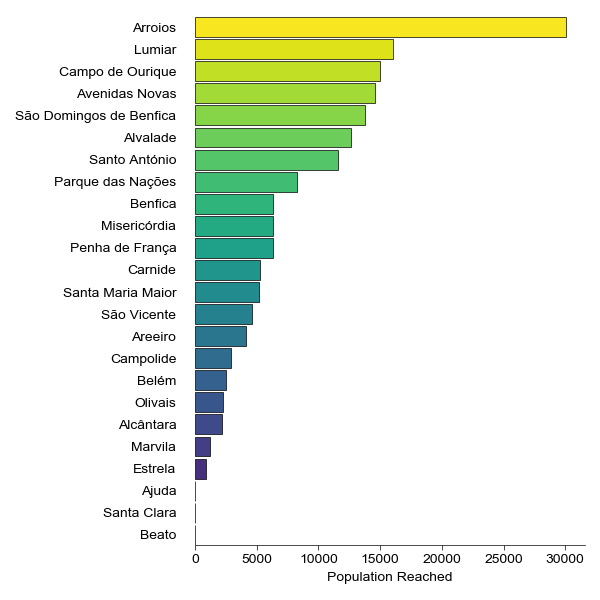 Arroios
Lumiar
Campo de Ourique
Avenidas Novas
São Domingos de Benfica
Alvalade
Santo António
Parque das Nações
Benfica
Misericórdia
Penha de França
Carnide
Santa Maria Maior
São Vicente
Areeiro
Campolide
Belém
Olivais
Alcântara
Marvila
Estrela
Ajuda
Santa Clara
Beato
0 5000 10000 15000 20000 25000 30000
Population Reached